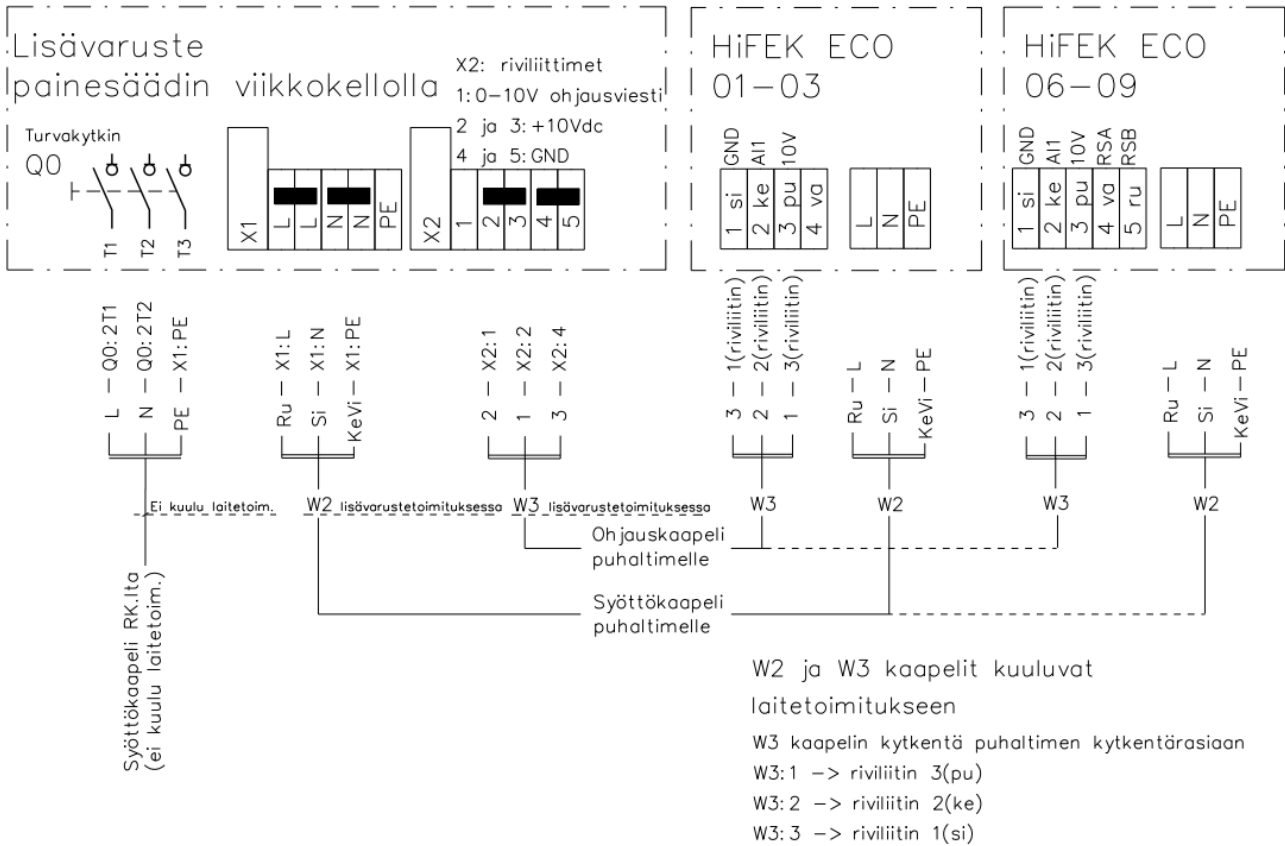 Lisävaruste
painesäädin viikkokellolla
X2: riviliittimet
1:0-10V ohjausviesti
2 ja 3:+10Vdc
4 ja 5:GND
Turvakytkin
Q0
T1
T2
T3
X1
L
L
N
N
PE
X2
1
2
3
4
5
HiFEK ECO
01-03
GND
AI1
10V
1 si
2 ke
3 pu
4 va
L
N
PE
HiFEK ECO
06-09
GND
AI1
10V
RSA
RSB
1 si
2 ke
3 pu
4 va
5 ru
L
N
PE
L - Q0:2T1
N - Q0:2T2
PE - X1:PE
Ru - X1:L
Si - X1:N
KeVi - X1:PE
2 - X2:1
1 - X2:2
3 - X2:4
3 - 1(riviliitin)
2 - 2(riviliitin)
1 - 3(riviliitin)
Ru - L
Si - N
KeVi - PE
3 - 1(riviliitin)
2 - 2(riviliitin)
1 - 3(riviliitin)
Ru - L
Si - N
KeVi - PE
Ei kuulu laitetoim.
W2 lisävarustetoimituksessa
W3 lisävarustetoimituksessa
W3
W2
W3
W2
Ohjauskaapeli
puhaltimelle
Syöttökaapeli
puhaltimelle
Syöttökaapeli RK.lta
(ei kuulu laitetoim.)
W2 ja W3 kaapelit kuuluvat
laitetoimitukseen
W3 kaapelin kytkentä puhaltimen kytkentärasiaan
W3:1 -> riviliitin 3(pu)
W3:2 -> riviliitin 2(ke)
W3:3 -> riviliitin 1(si)